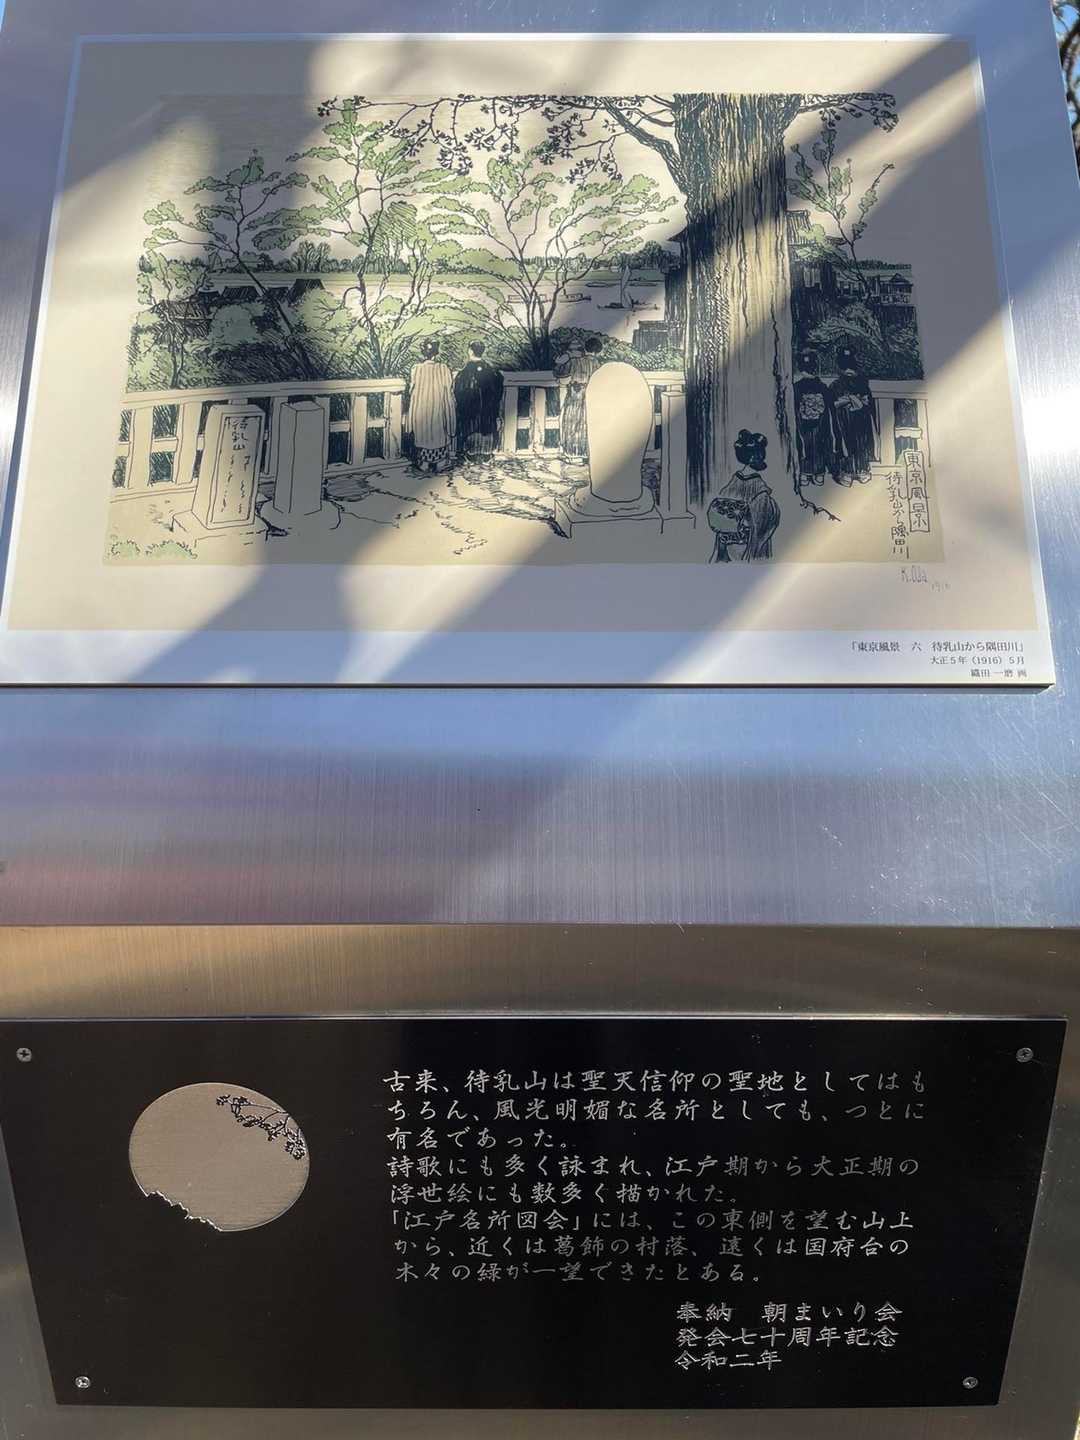 待乳山
東京風景
待乳山から隅田川
K.Oda
1916
「東京風景　六　待乳山から隅田川」
大正5年（1916）5月
織田 一磨 画
古来、待乳山は聖天信仰の聖地としてはも
ちろん、風光明媚な名所としても、つとに
有名であった。
詩歌にも多く詠まれ、江戸期から大正期の
浮世絵にも数多く描かれた。
「江戸名所図会」には、この東側を望む山上
から、近くは葛飾の村落、遠くは国府台の
木々の緑が一望できたとある。
奉納　朝まいり会
発会七十周年記念
令和二年